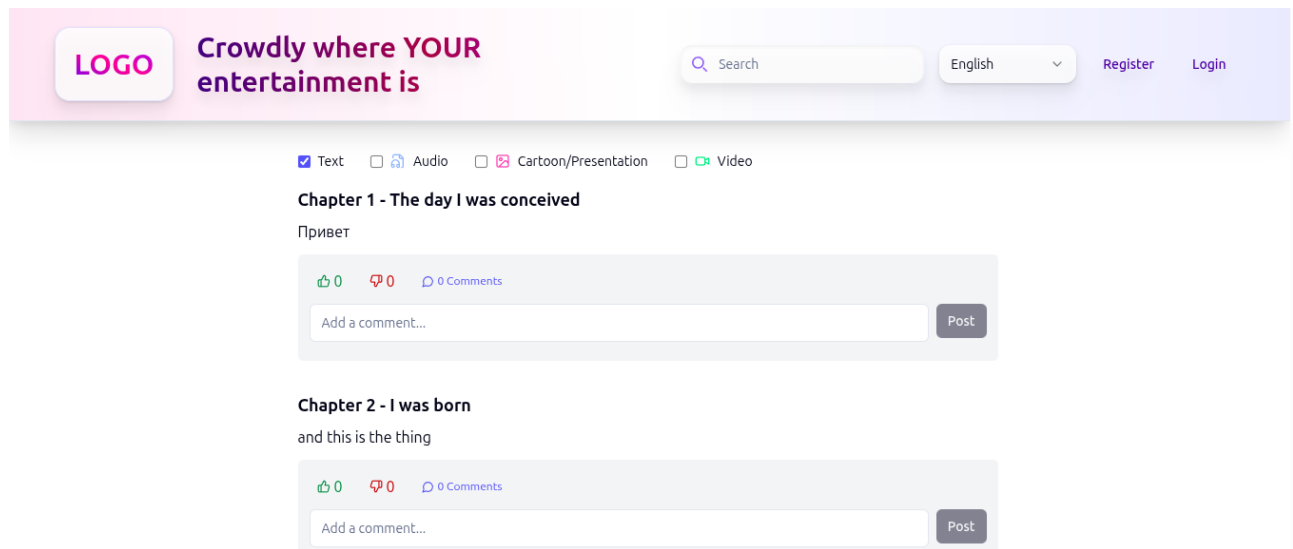 LOGO
Crowdly where YOUR
entertainment is
Search
English
Register
Login
Text
Audio
Cartoon/Presentation
Video
Chapter 1 - The day I was conceived
Привет
0
0
0 Comments
Add a comment...
Post
Chapter 2 - I was born
and this is the thing
0
0
0 Comments
Add a comment...
Post